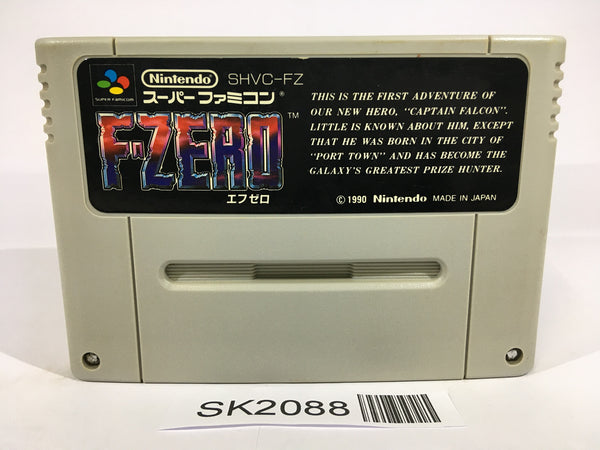 Nintendo SHVC-FZ
SUPER FAMICOM
スーパーファミコン®
F-ZERO™
エフゼロ
THIS IS THE FIRST ADVENTURE OF
OUR NEW HERO, "CAPTAIN FALCON".
LITTLE IS KNOWN ABOUT HIM, EXCEPT
THAT HE WAS BORN IN THE CITY OF
"PORT TOWN" AND HAS BECOME THE
GALAXY'S GREATEST PRIZE HUNTER.
© 1990 Nintendo MADE IN JAPAN
SK2088